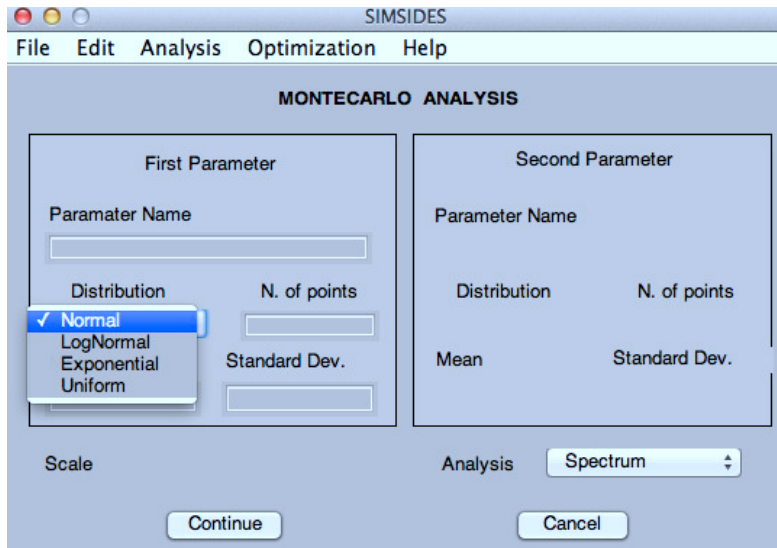 SIMSIDES
File Edit Analysis Optimization Help
MONTECARLO ANALYSIS
First Parameter
Paramater Name
Distribution N. of points
✓ Normal
LogNormal
Exponential
Uniform
Standard Dev.
Second Parameter
Parameter Name
Distribution N. of points
Mean Standard Dev.
Scale
Analysis Spectrum
Continue Cancel